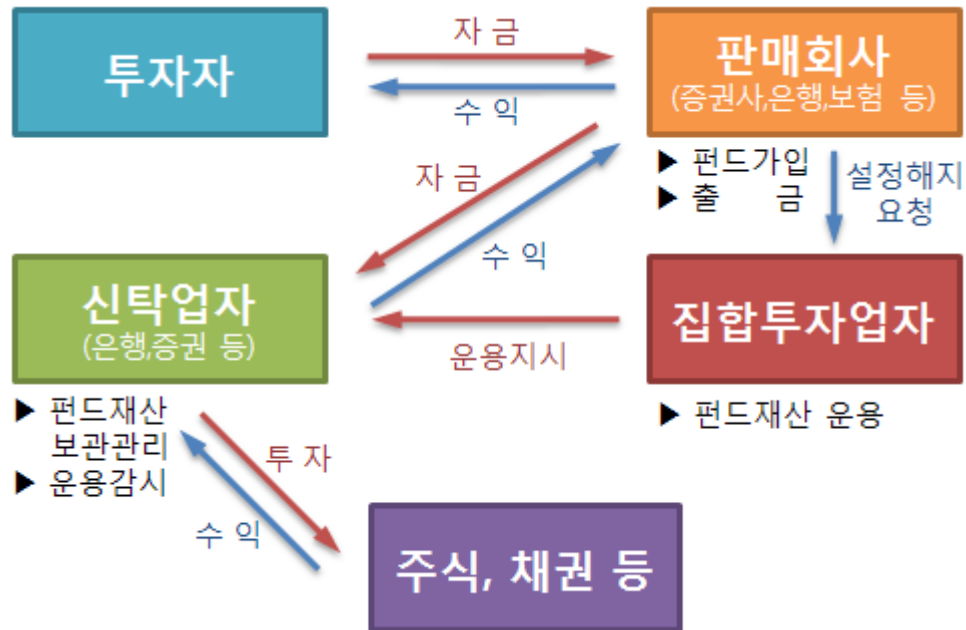 투자자
자 금
수 익
판매회사
(증권사,은행,보험 등)
▶ 펀드가입
▶ 출 금
설정해지
요청
자 금
수 익
신탁업자
(은행,증권 등)
운용지시
집합투자업자
▶ 펀드재산
보관관리
▶ 운용감시
▶ 펀드재산 운용
투 자
수 익
주식, 채권 등